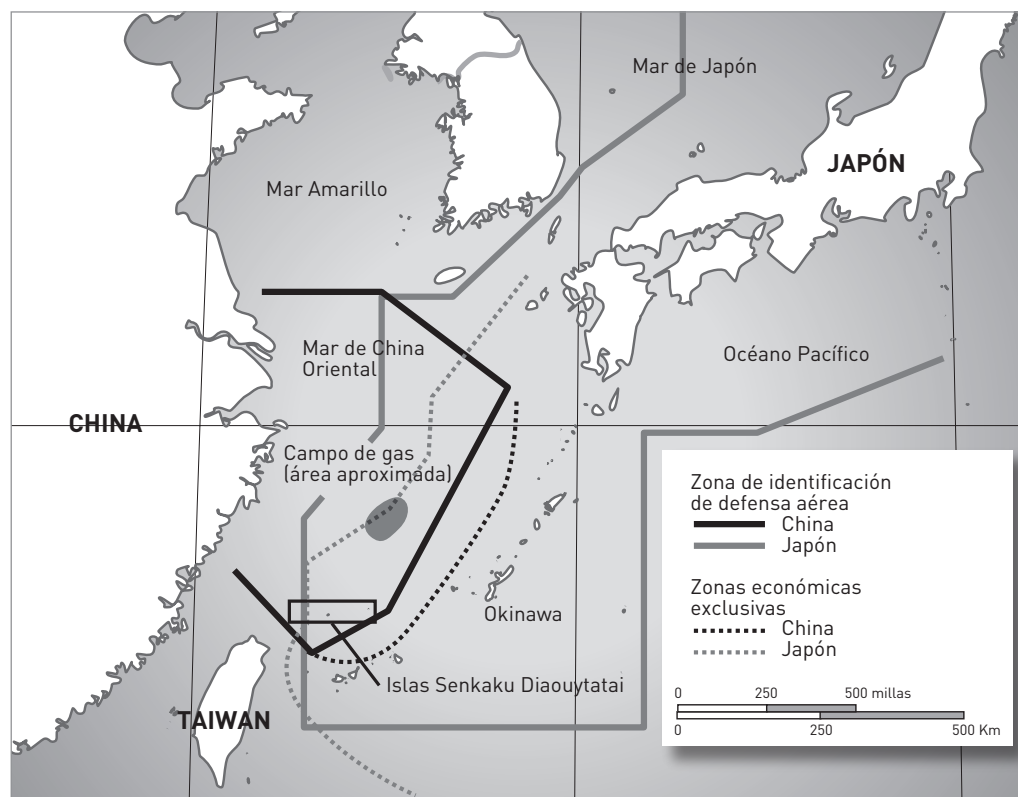 Mar de Japón
JAPÓN
Mar Amarillo
Mar de China
Oriental
Océano Pacífico
CHINA
Campo de gas
(área aproximada)
Okinawa
Islas Senkaku Diaouytatai
TAIWAN
Zona de identificación
de defensa aérea
China
Japón
Zonas económicas
exclusivas
China
Japón
0 250 500 millas
0 250 500 Km